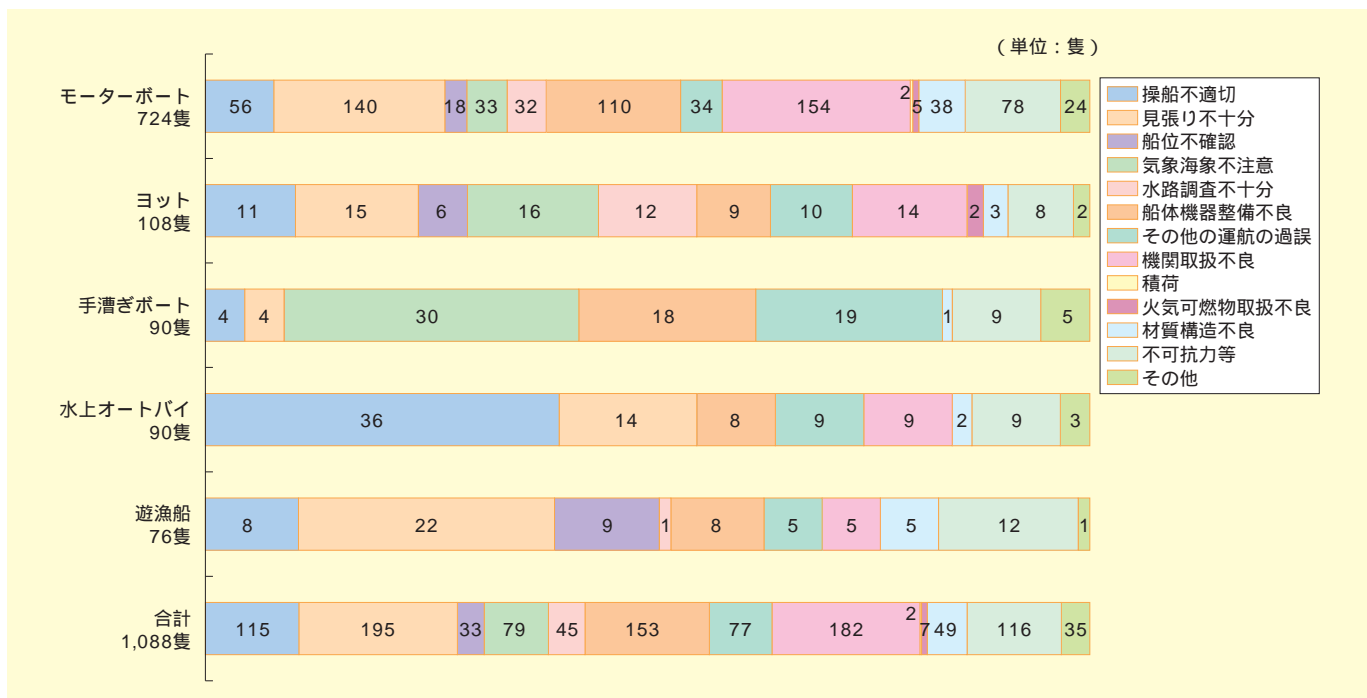 （単位：隻）
モーターボート
724隻
56 140 18 33 32 110 34 154 2 5 38 78 24
ヨット
108隻
11 15 6 16 12 9 10 14 2 3 8 2
手漕ぎボート
90隻
4 4 30 18 19 1 9 5
水上オートバイ
90隻
36 14 8 9 9 2 9 3
遊漁船
76隻
8 22 9 1 8 5 5 5 12 1
合計
1,088隻
115 195 33 79 45 153 77 182 2 7 49 116 35
操船不適切
見張り不十分
船位不確認
気象海象不注意
水路調査不十分
船体機器整備不良
その他の運航の過誤
機関取扱不良
積荷
火気可燃物取扱不良
材質構造不良
不可抗力等
その他